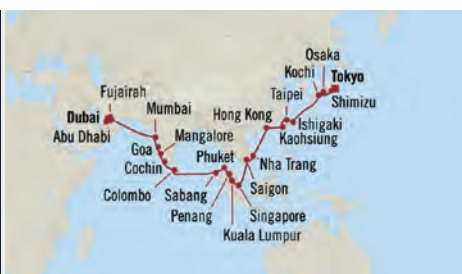 Osaka
Kochi
Tokyo
Taipei
Shimizu
Fujairah
Mumbai
Hong Kong
Dubai
Ishigaki
Abu Dhabi
Mangalore
Kaohsiung
Goa
Phuket
Cochin
Nha Trang
Colombo
Sabang
Saigon
Penang
Singapore
Kuala Lumpur